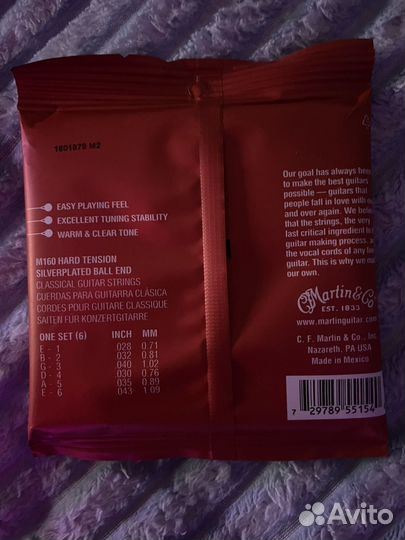 1601979 M2
EASY PLAYING FEEL
EXCELLENT TUNING STABILITY
WARM & CLEAR TONE
M160 HARD TENSION
SILVERPLATED BALL END
CLASSICAL GUITAR STRINGS
CUERDAS PARA GUITARRA CLÁSICA
CORDES POUR GUITARE CLASSIQUE
SAITEN FÜR KONZERTGITARRE
ONE SET (6) INCH MM
E - 1 028 0.71
B - 2 032 0.81
G - 3 040 1.02
D - 4 030 0.76
A - 5 035 0.89
E - 6 043 1.09
Our goal has always
to make the best guitars
possible — guitars that
people fall in love with
and over again. We
that the strings, the very
last critical ingredient
guitar making process,
the vocal cords of any
guitar. This is why we
our own.
C.F. Martin & Co
EST. 1833
www.martinguitar.com
C. F. Martin & Co., Inc.
Nazareth, PA USA
Made in Mexico
7 29789 55154
Avito